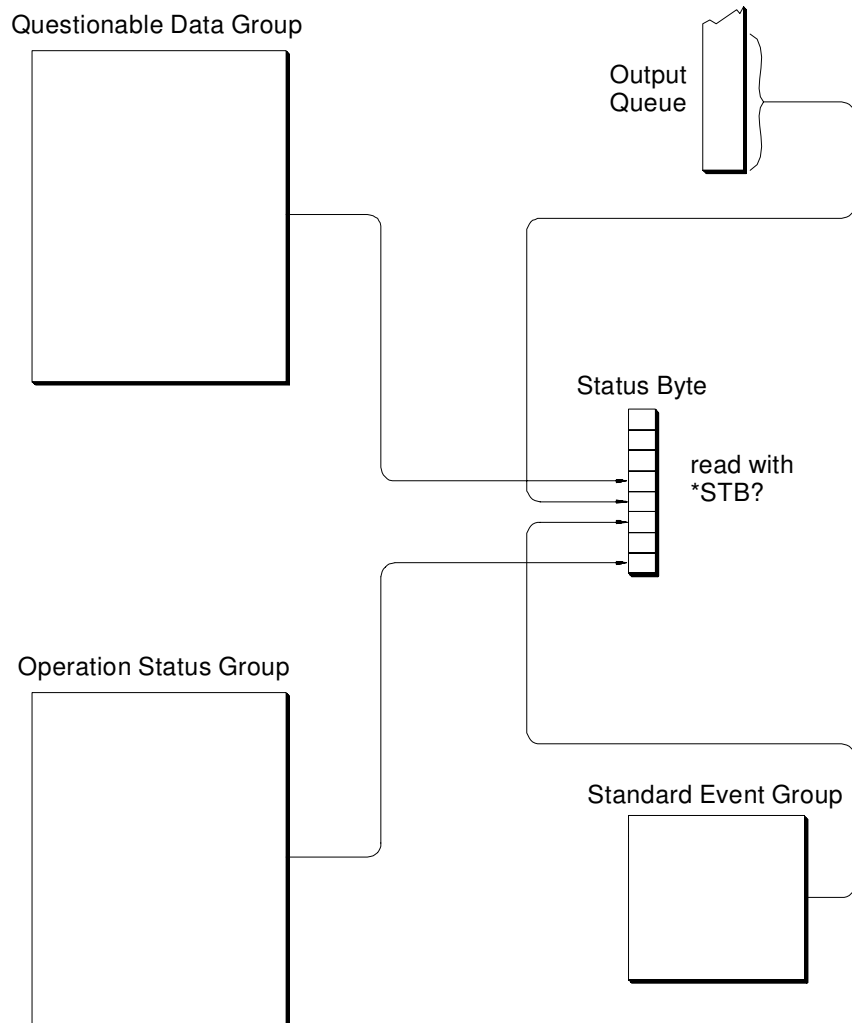 Questionable Data Group
Output
Queue
Status Byte
read with
*STB?
Operation Status Group
Standard Event Group